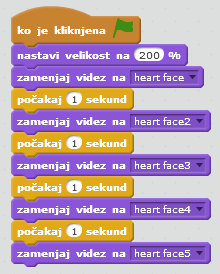 ko je kliknjena
nastavi velikost na 200 %
zamenjaj videz na heart face
počakaj 1 sekund
zamenjaj videz na heart face2
počakaj 1 sekund
zamenjaj videz na heart face3
počakaj 1 sekund
zamenjaj videz na heart face4
počakaj 1 sekund
zamenjaj videz na heart face5